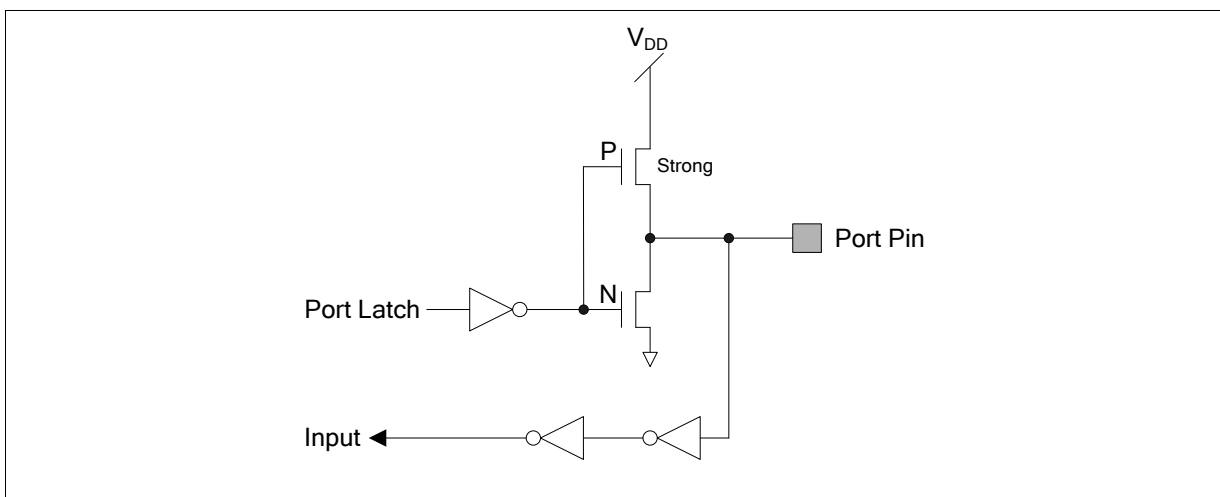 VDD
P
Strong
Port Pin
N
Port Latch
Input